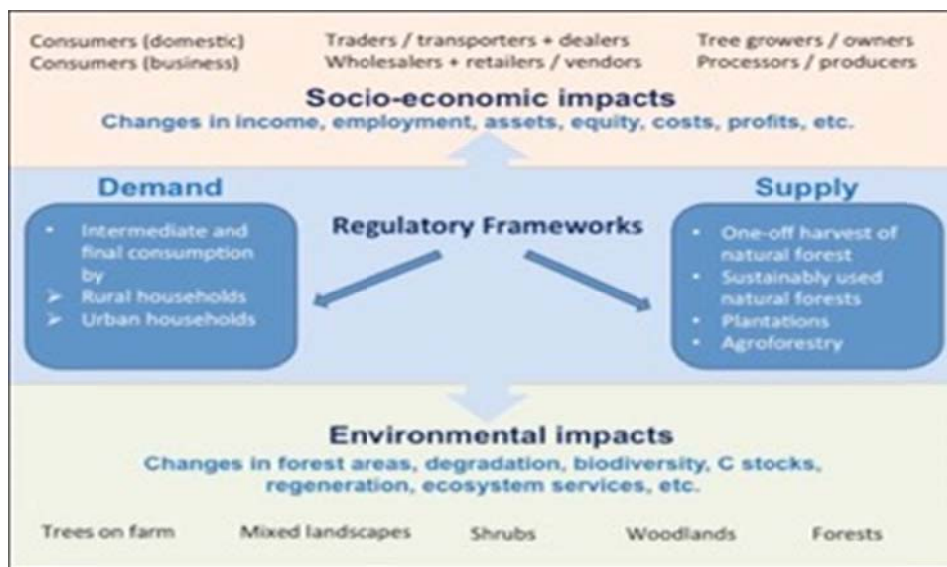 Consumers (domestic) Traders / transporters + dealers Tree growers / owners
Consumers (business) Wholesalers + retailers / vendors Processors / producers
Socio-economic impacts
Changes in income, employment, assets, equity, costs, profits, etc.
Demand
• Intermediate and
final consumption
by
➢ Rural households
➢ Urban households
Regulatory Frameworks
Supply
• One-off harvest of
natural forest
• Sustainably used
natural forests
• Plantations
• Agroforestry
Environmental impacts
Changes in forest areas, degradation, biodiversity, C stocks,
regeneration, ecosystem services, etc.
Trees on farm Mixed landscapes Shrubs Woodlands Forests